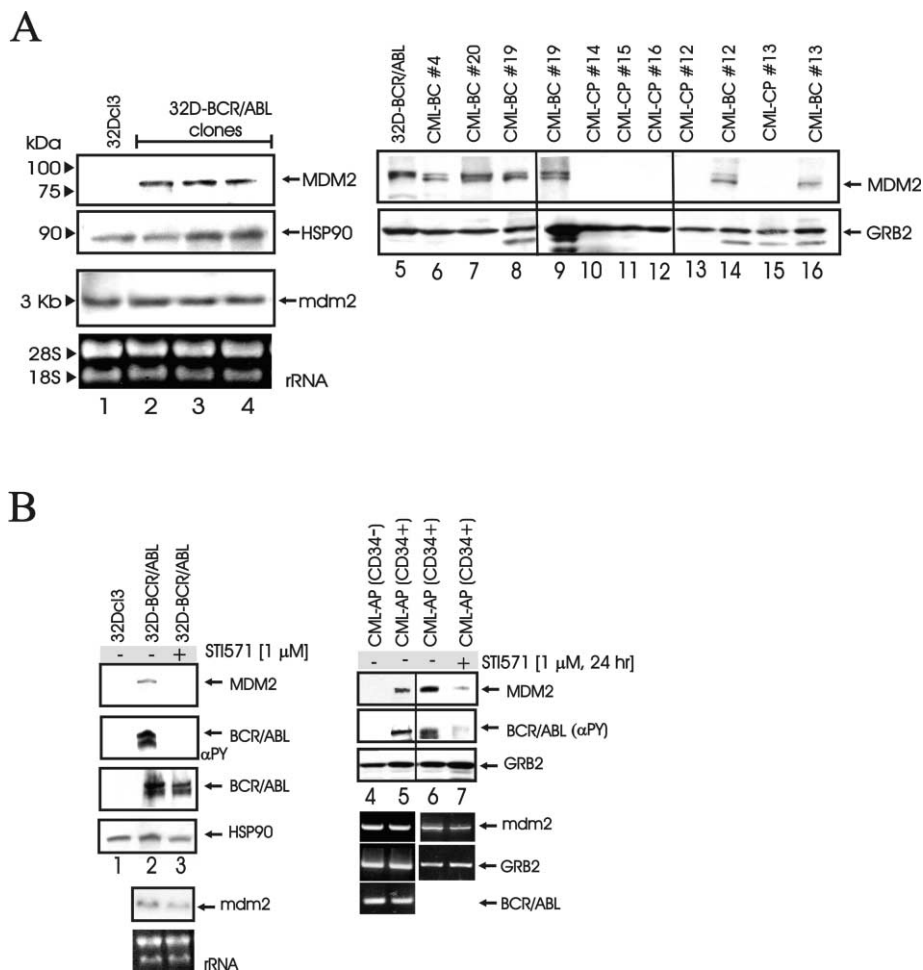 A
32Dcl3
32D-BCR/ABL
clones
kDa
100
75
MDM2
90
HSP90
3 Kb
mdm2
28S
18S
rRNA
1 2 3 4
32D-BCR/ABL
CML-BC #4
CML-BC #20
CML-BC #19
CML-BC #19
CML-CP #14
CML-CP #15
CML-CP #16
CML-CP #12
CML-BC #12
CML-CP #13
CML-BC #13
MDM2
GRB2
5 6 7 8 9 10 11 12 13 14 15 16
B
32Dcl3
32D-BCR/ABL
32D-BCR/ABL
- - + STI571 [1 μM]
MDM2
BCR/ABL
αPY
BCR/ABL
HSP90
1 2 3
mdm2
rRNA
CML-AP (CD34-)
CML-AP (CD34+)
CML-AP (CD34+)
CML-AP (CD34+)
- - - + STI571 [1 μM, 24 hr]
MDM2
BCR/ABL (αPY)
GRB2
4 5 6 7
mdm2
GRB2
BCR/ABL